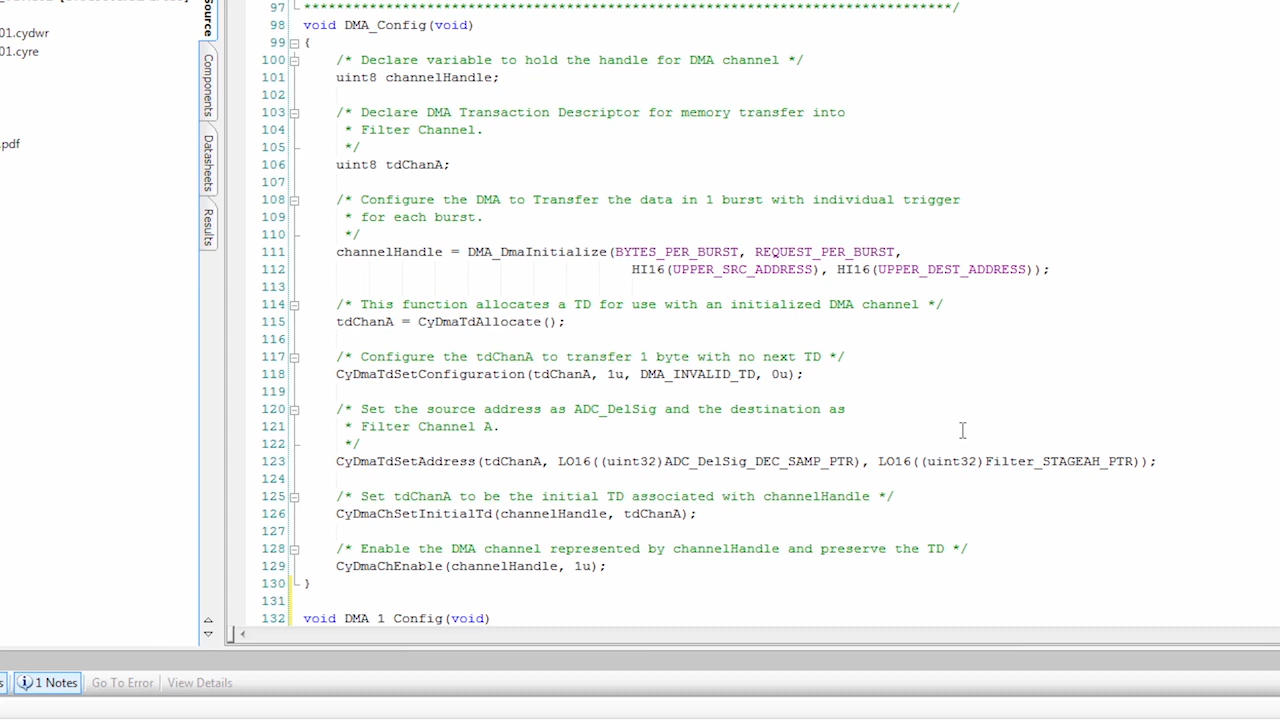 Source
Components
Datasheets
Results
01.cydwr
01.cyre
.pdf
97 *******************************************************************************/
98 void DMA_Config(void)
99 {
100 /* Declare variable to hold the handle for DMA channel */
101 uint8 channelHandle;
102
103 /* Declare DMA Transaction Descriptor for memory transfer into
104 * Filter Channel.
105 */
106 uint8 tdChanA;
107
108 /* Configure the DMA to Transfer the data in 1 burst with individual trigger
109 * for each burst.
110 */
111 channelHandle = DMA_DmaInitialize(BYTES_PER_BURST, REQUEST_PER_BURST,
112 HI16(UPPER_SRC_ADDRESS), HI16(UPPER_DEST_ADDRESS));
113
114 /* This function allocates a TD for use with an initialized DMA channel */
115 tdChanA = CyDmaTdAllocate();
116
117 /* Configure the tdChanA to transfer 1 byte with no next TD */
118 CyDmaTdSetConfiguration(tdChanA, 1u, DMA_INVALID_TD, 0u);
119
120 /* Set the source address as ADC_DelSig and the destination as
121 * Filter Channel A.
122 */
123 CyDmaTdSetAddress(tdChanA, LO16((uint32)ADC_DelSig_DEC_SAMP_PTR), LO16((uint32)Filter_STAGEAH_PTR));
124
125 /* Set tdChanA to be the initial TD associated with channelHandle */
126 CyDmaChSetInitialTd(channelHandle, tdChanA);
127
128 /* Enable the DMA channel represented by channelHandle and preserve the TD */
129 CyDmaChEnable(channelHandle, 1u);
130 }
131
132 void DMA_1_Config(void)
s 1 Notes Go To Error View Details